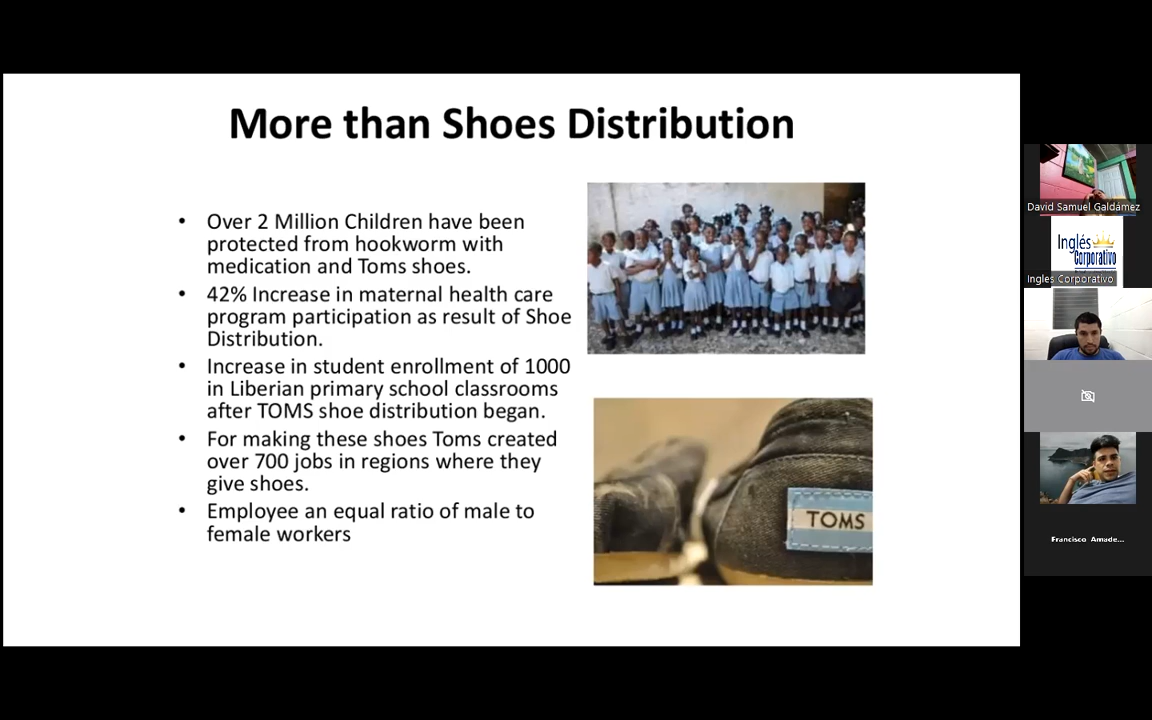 More than Shoes Distribution
• Over 2 Million Children have been
protected from hookworm with
medication and Toms shoes.
• 42% Increase in maternal health care
program participation as result of Shoe
Distribution.
• Increase in student enrollment of 1000
in Liberian primary school classrooms
after TOMS shoe distribution began.
• For making these shoes Toms created
over 700 jobs in regions where they
give shoes.
• Employee an equal ratio of male to
female workers
TOMS
David Samuel Galdámez
Inglés
Corporativo
Ingles Corporativo
Francisco Amade...